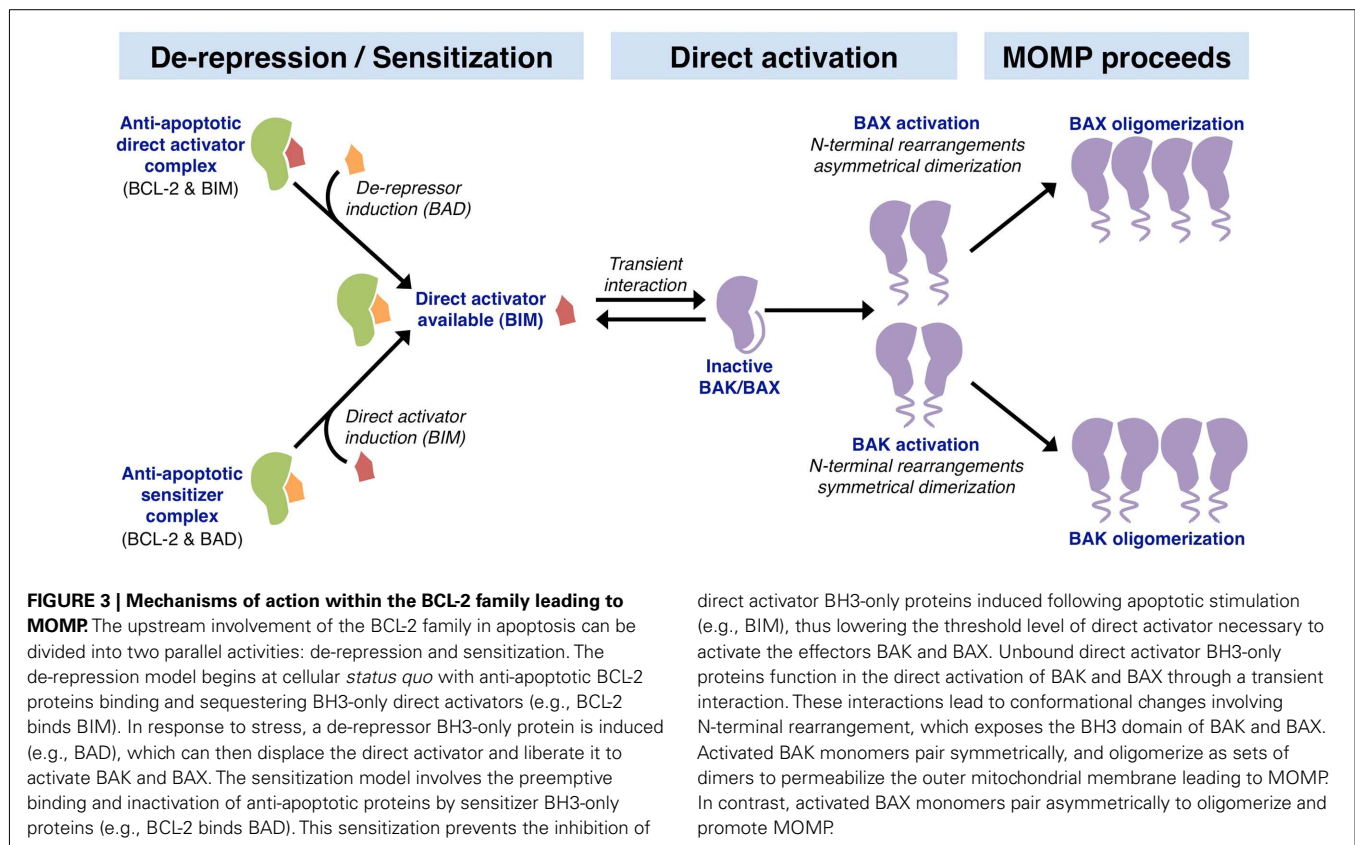 De-repression / Sensitization
Direct activation
MOMP proceeds
Anti-apoptotic
direct activator
complex
(BCL-2 & BIM)
De-repressor
induction (BAD)
Direct activator
available (BIM)
Direct activator
induction (BIM)
Anti-apoptotic
sensitizer
complex
(BCL-2 & BAD)
Transient
interaction
Inactive
BAK/BAX
BAX activation
N-terminal rearrangements
asymmetrical dimerization
BAK activation
N-terminal rearrangements
symmetrical dimerization
BAX oligomerization
BAK oligomerization
FIGURE 3 | Mechanisms of action within the BCL-2 family leading to
MOMP. The upstream involvement of the BCL-2 family in apoptosis can be
divided into two parallel activities: de-repression and sensitization. The
de-repression model begins at cellular status quo with anti-apoptotic BCL-2
proteins binding and sequestering BH3-only direct activators (e.g., BCL-2
binds BIM). In response to stress, a de-repressor BH3-only protein is induced
(e.g., BAD), which can then displace the direct activator and liberate it to
activate BAK and BAX. The sensitization model involves the preemptive
binding and inactivation of anti-apoptotic proteins by sensitizer BH3-only
proteins (e.g., BCL-2 binds BAD). This sensitization prevents the inhibition of
direct activator BH3-only proteins induced following apoptotic stimulation
(e.g., BIM), thus lowering the threshold level of direct activator necessary to
activate the effectors BAK and BAX. Unbound direct activator BH3-only
proteins function in the direct activation of BAK and BAX through a transient
interaction. These interactions lead to conformational changes involving
N-terminal rearrangement, which exposes the BH3 domain of BAK and BAX.
Activated BAK monomers pair symmetrically, and oligomerize as sets of
dimers to permeabilize the outer mitochondrial membrane leading to MOMP.
In contrast, activated BAX monomers pair asymmetrically to oligomerize and
promote MOMP.